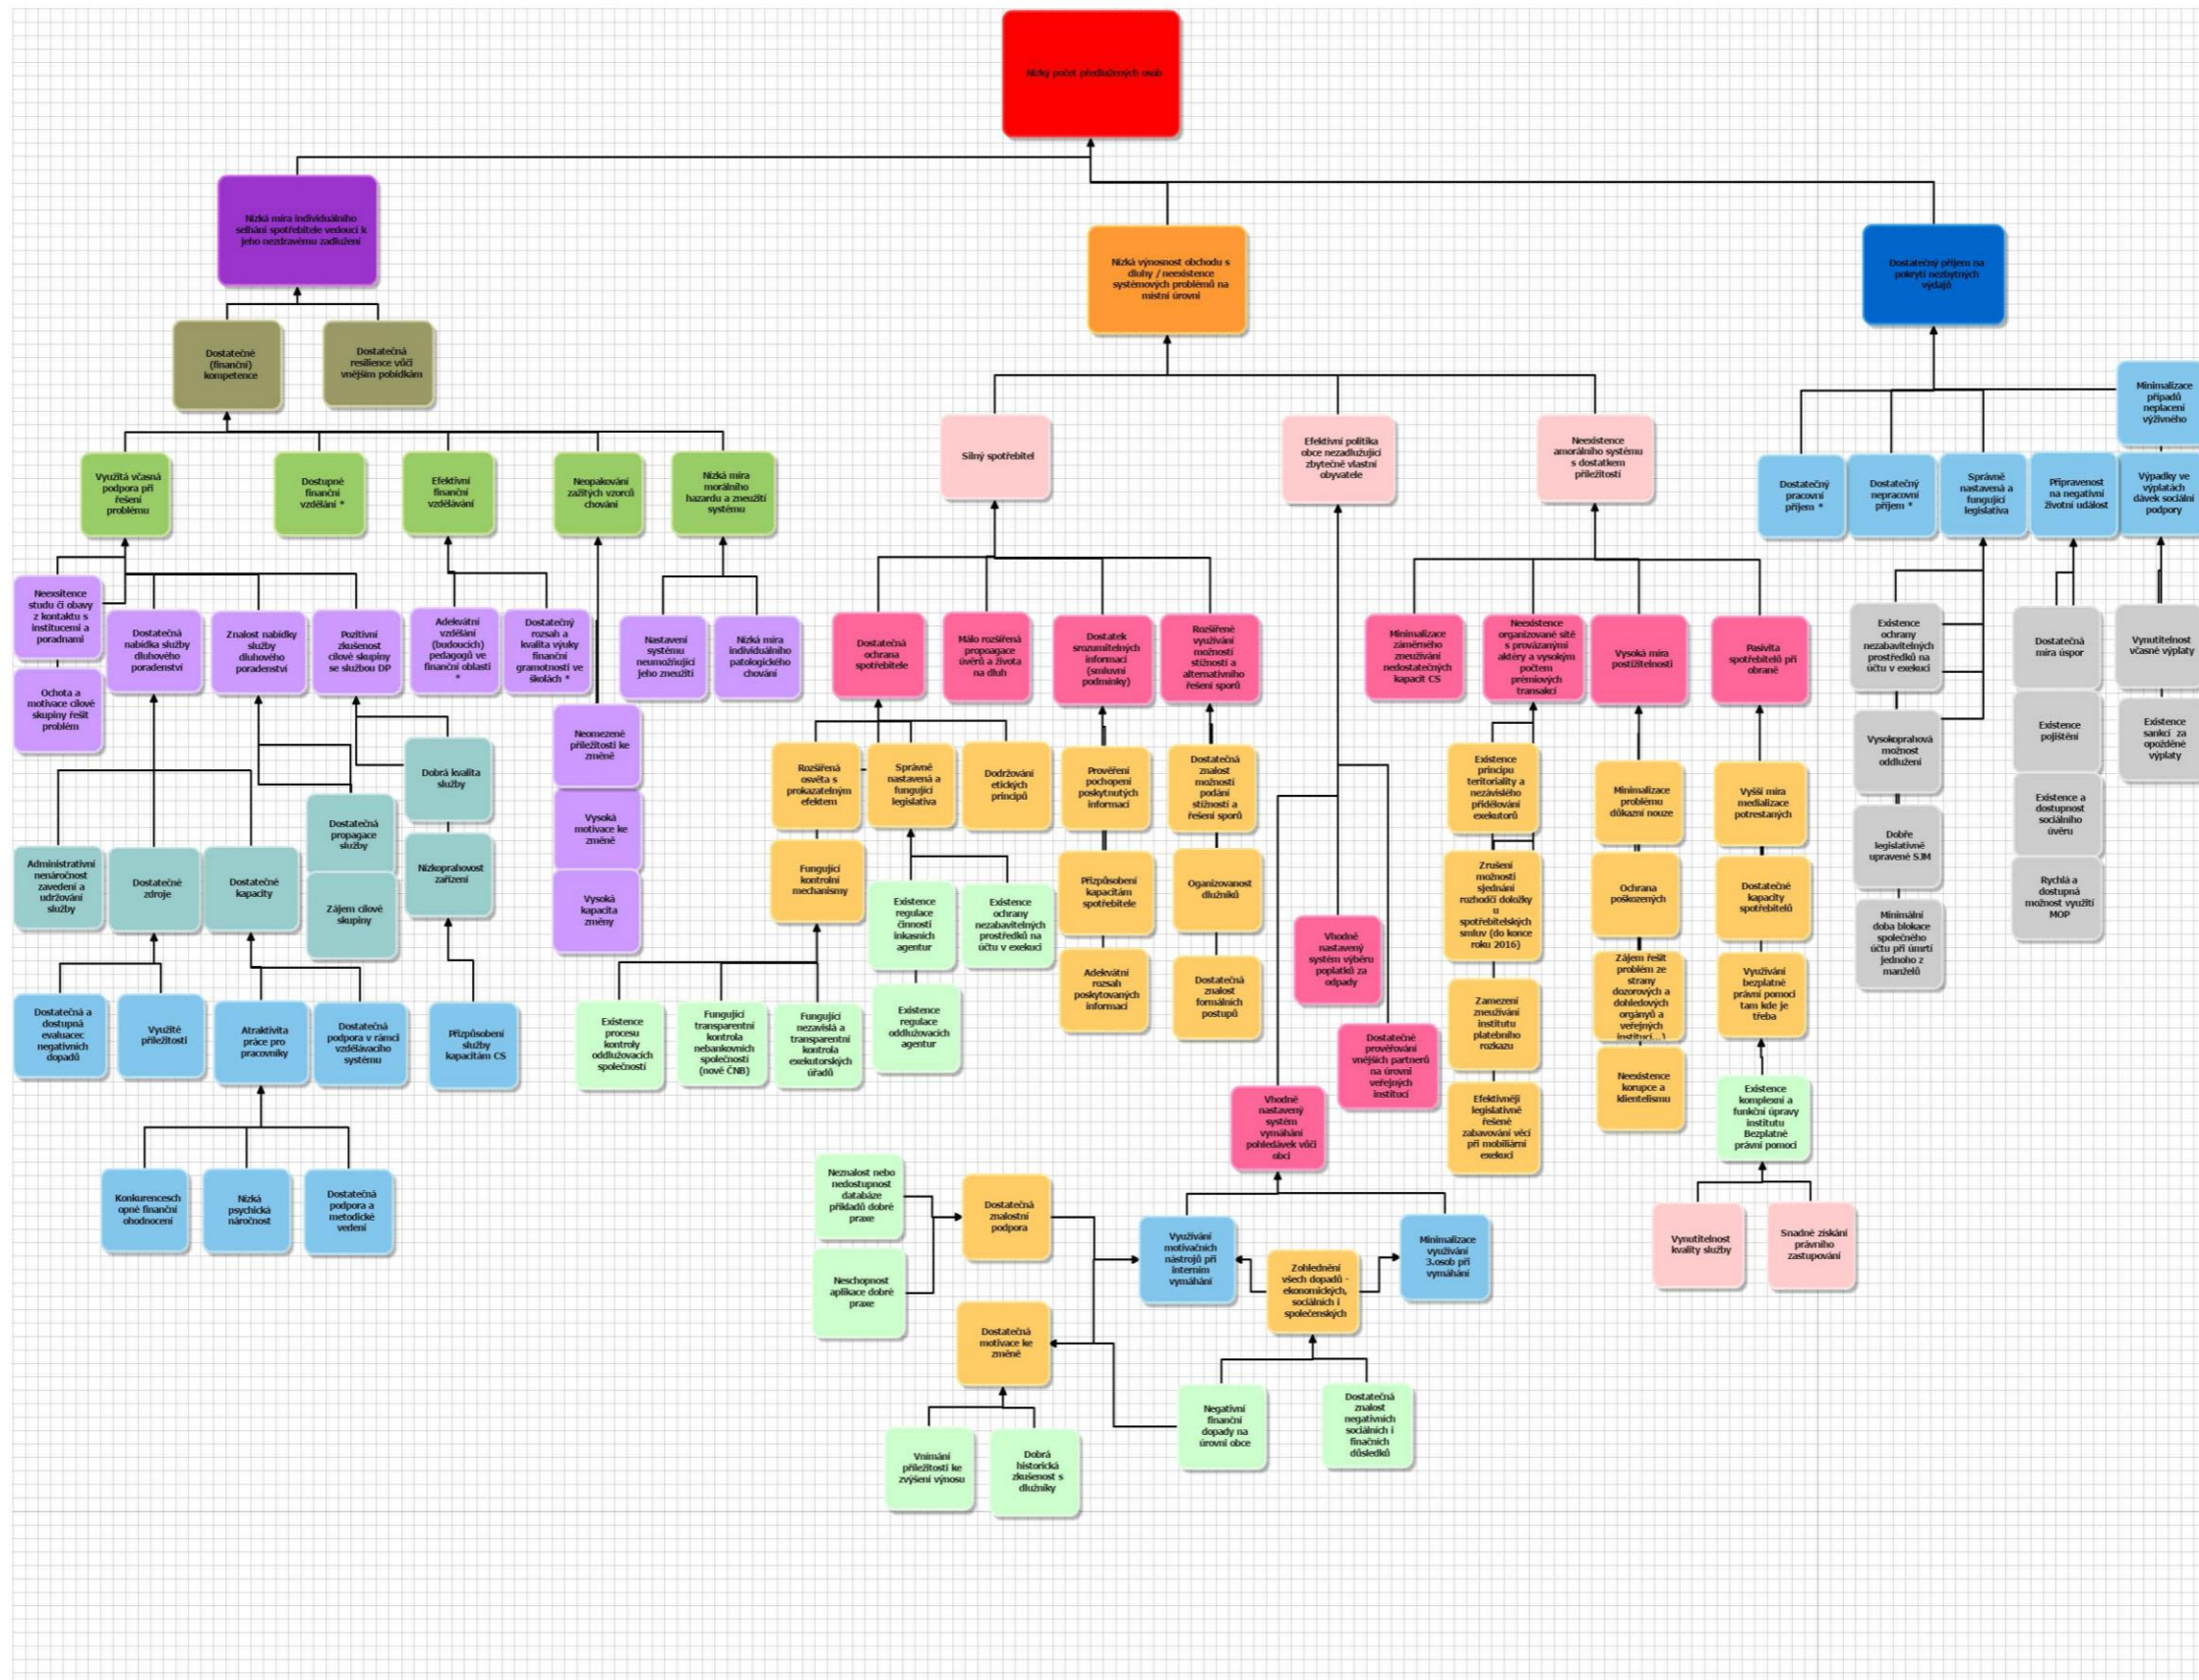 Nízký počet předlužených osob
Nízká míra individuálního
selhání spotřebitele vedoucí k
jeho nezdravému zadlužení
Nízká výnosnost obchodu s
dluhy / neexistence
systémových problémů na
místní úrovni
Dostatečný příjem na
pokrytí nezbytných
výdajů
Dostatečné
(finanční)
kompetence
Dostatečná
resilience vůči
vnějším pobídkám
Minimalizace
případů
neplacení
výživného
Silný spotřebitel
Efektivní politika
obce nezadlužující
zbytečně vlastní
obyvatele
Neexistence
amorálního systému
s dostatkem
příležitostí
Využitá včasná
podpora při
řešení
problému
Dostupné
finanční
vzdělání *
Efektivní
finanční
vzdělávání
Neopakování
zažitých vzorců
chování
Nízká míra
morálního
hazardu a zneužití
systému
Dostatečný
pracovní
příjem *
Dostatečný
nepracovní
příjem *
Správně
nastavená a
fungující
legislativa
Připravenost
na negativní
životní událost
Výpadky ve
výplatách
dávek sociální
podpory
Neexsitence
studu či obavy
z kontaktu s
institucemi a
poradnami
Dostatečná
nabídka služby
dluhového
poradenství
Znalost nabídky
služby
dluhového
poradenství
Pozitivní
zkušenost
cílové skupiny
se službou DP
Adekvátní
vzdělání
(budoucích)
pedagogů ve
finanční oblasti
*
Dostatečný
rozsah a
kvalita výuky
finanční
gramotnosti ve
školách *
Nastavení
systému
neumožňující
jeho zneužití
Nízká míra
individuálního
patologického
chování
Dostatečná
ochrana
spotřebitele
Málo rozšířená
propoagace
úvěrů a života
na dluh
Dostatek
srozumitelných
informací
(smluvní
podmínky)
Rozšířené
využívání
možností
stížností a
alternativního
řešení sporů
Minimalizace
záměrného
zneužívání
nedostatečných
kapacit CS
Neexistence
organizované sítě
s provázanými
aktéry a vysokým
počtem
prémiových
transakcí
Vysoká míra
postižitelnosti
Pasivita
spotřebitelů při
obraně
Existence
ochrany
nezabavitelných
prostředků na
účtu v exekuci
Dostatečná
míra úspor
Vynutitelnost
včasné výplaty
Ochota a
motivace cílové
skupiny řešit
problém
Neomezené
příležitosti ke
změně
Vysoká
motivace ke
změně
Vysoká
kapacita
změny
Dobrá kvalita
služby
Nízkoprahovost
zařízení
Dostatečná
propagace
služby
Zájem cílové
skupiny
Administrativní
nenáročnost
zavedení a
udržování
služby
Dostatečné
zdroje
Dostatečné
kapacity
Rozšířená
osvěta s
prokazatelným
efektem
Správně
nastavená a
fungující
legislativa
Dodržování
etických
principů
Prověření
pochopení
poskytnutých
informací
Dostatečná
znalost
možností
podání
stížností a
řešení sporů
Existence
principu
teritoriality a
nezávislého
přidělování
exekutorů
Minimalizace
problému
důkazní nouze
Vyšší míra
medializace
potrestaných
Vysokoprahová
možnost
oddlužení
Existence
pojištění
Existence
sankcí za
opožděné
výplaty
Fungující
kontrolní
mechanismy
Existence
regulace
činnosti
inkasních
agentur
Existence
ochrany
nezabavitelných
prostředků na
účtu v exekuci
Přizpůsobení
kapacitám
spotřebitele
Oganizovanost
dlužníků
Zrušení
možnosti
sjednání
rozhodčí doložky
u
spotřebitelských
smluv (do konce
roku 2016)
Ochrana
poškozených
Dostatečné
kapacity
spotřebitelů
Dobře
legislativně
upravené SJM
Existence a
dostupnost
sociálního
úvěru
Minimální
doba blokace
společného
účtu při úmrtí
jednoho z
manželů
Rychlá a
dostupná
možnost využití
MOP
Vhodně
nastavený
systém výběru
poplatků za
odpady
Adekvátní
rozsah
poskytovaných
informací
Dostatečná
znalost
formálních
postupů
Zájem řešit
problém ze
strany
dozorových a
dohledových
orgánů a
veřejných
institucí...)
Využívání
bezplatné
právní pomoci
tam kde je
třeba
Dostatečná a
dostupná
evaluacec
negativních
dopadů
Využité
příležitosti
Atraktivita
práce pro
pracovníky
Dostatečná
podpora v rámci
vzdělávacího
systému
Přizpůsobení
služby
kapacitám CS
Existence
procesu
kontroly
oddlužovacích
společností
Fungující
transparentní
kontrola
nebankovních
společností
(nově ČNB)
Fungující
nezavislá a
transparentní
kontrola
exekutorských
úřadů
Existence
regulace
oddlužovacích
agentur
Dostatečné
prověřování
vnějších partnerů
na úrovni
veřejných
institucí
Zamezení
zneužívání
institutu
platebního
rozkazu
Neexistence
korupce a
klientelismu
Existence
komplexní a
funkční úpravy
institutu
Bezplatné
právní pomoci
Vhodně
nastavený
systém
vymáhání
pohledávek vůči
obci
Efektivněji
legislativně
řešené
zabavování věcí
při mobiliární
exekuci
Konkurencesch
opné finanční
ohodnocení
Nízká
psychická
náročnost
Dostatečná
podpora a
metodické
vedení
Neznalost nebo
nedostupnost
databáze
příkladů dobré
praxe
Dostatečná
znalostní
podpora
Využívání
motivačních
nástrojů při
interním
vymáhání
Zohlednění
všech dopadů -
ekonomických,
sociálních i
společenských
Minimalizace
využívání
3.osob při
vymáhání
Vynutitelnost
kvality služby
Snadné získání
právního
zastupování
Neschopnost
aplikace dobré
praxe
Dostatečná
motivace ke
změně
Negativní
finanční
dopady na
úrovni obce
Dostatečná
znalost
negativních
sociálních i
finačních
důsledků
Vnímání
příležitosti ke
zvýšení výnosu
Dobrá
historická
zkušenost s
dlužníky